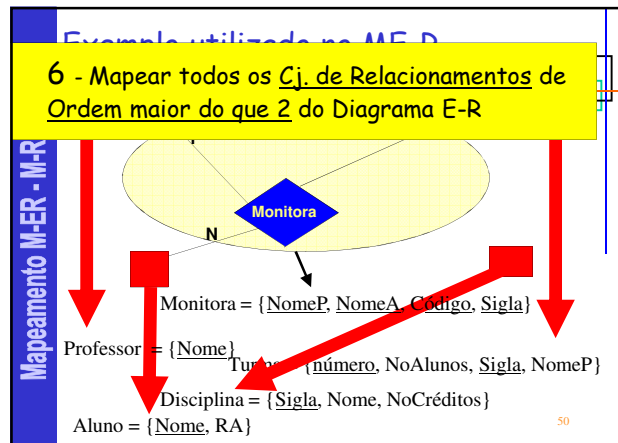 Exemplo utilizado no ME-R
6 - Mapear todos os Cj. de Relacionamentos de
Ordem maior do que 2 do Diagrama E-R
Mapeamento M-ER - M-R
Monitora
N
Monitora = {NomeP, NomeA, Código, Sigla}
Professor = {Nome}
Turma = {número, NoAlunos, Sigla, NomeP}
Disciplina = {Sigla, Nome, NoCréditos}
Aluno = {Nome, RA}
50